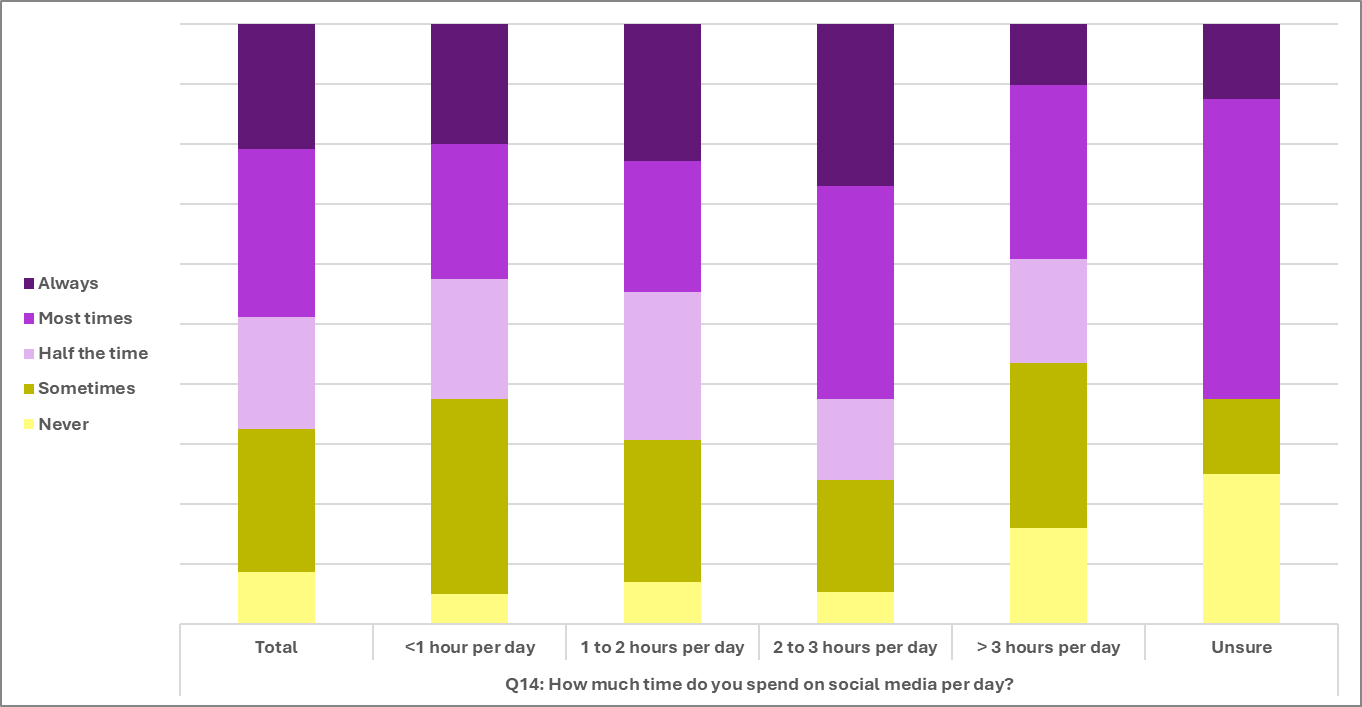 Always
Most times
Half the time
Sometimes
Never
Total
<1 hour per day
1 to 2 hours per day
2 to 3 hours per day
> 3 hours per day
Unsure
Q14: How much time do you spend on social media per day?